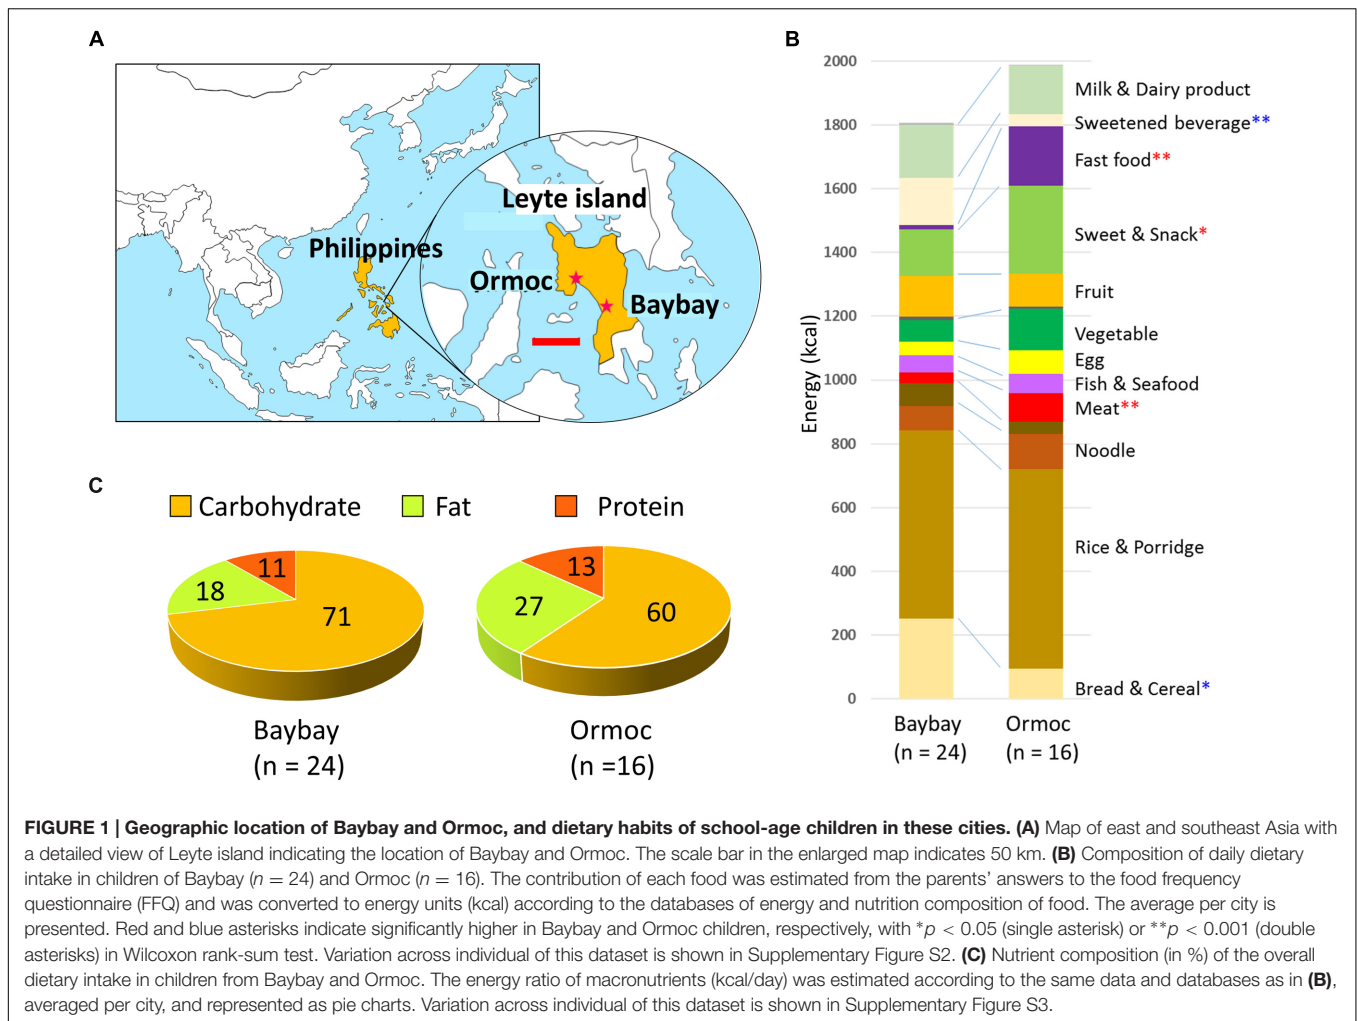 A
Philippines
Leyte island
Ormoc
Baybay
B
Energy (kcal)
2000
1800
1600
1400
1200
1000
800
600
400
200
0
Milk & Dairy product
Sweetened beverage**
Fast food**
Sweet & Snack*
Fruit
Vegetable
Egg
Fish & Seafood
Meat**
Noodle
Rice & Porridge
Bread & Cereal*
Baybay
(n = 24)
Ormoc
(n = 16)
C
Carbohydrate
Fat
Protein
11
18
71
Baybay
(n = 24)
13
27
60
Ormoc
(n =16)
FIGURE 1 | Geographic location of Baybay and Ormoc, and dietary habits of school-age children in these cities. (A) Map of east and southeast Asia with
a detailed view of Leyte island indicating the location of Baybay and Ormoc. The scale bar in the enlarged map indicates 50 km. (B) Composition of daily dietary
intake in children of Baybay (n = 24) and Ormoc (n = 16). The contribution of each food was estimated from the parents' answers to the food frequency
questionnaire (FFQ) and was converted to energy units (kcal) according to the databases of energy and nutrition composition of food. The average per city is
presented. Red and blue asterisks indicate significantly higher in Baybay and Ormoc children, respectively, with *p < 0.05 (single asterisk) or **p < 0.001 (double
asterisks) in Wilcoxon rank-sum test. Variation across individual of this dataset is shown in Supplementary Figure S2. (C) Nutrient composition (in %) of the overall
dietary intake in children from Baybay and Ormoc. The energy ratio of macronutrients (kcal/day) was estimated according to the same data and databases as in (B),
averaged per city, and represented as pie charts. Variation across individual of this dataset is shown in Supplementary Figure S3.